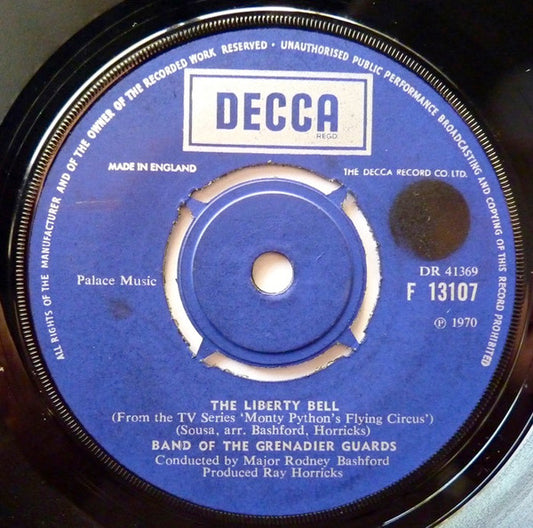 ALL RIGHTS OF THE MANUFACTURER AND OF THE OWNER OF THE RECORDED WORK RESERVED · UNAUTHORISED PUBLIC PERFORMANCE BROADCASTING AND COPYING OF THIS RECORD PROHIBITED
DECCA
REGD.
MADE IN ENGLAND
THE DECCA RECORD CO. LTD.
Palace Music
DR 41369
F 13107
℗ 1970
THE LIBERTY BELL
(From the TV Series 'Monty Python's Flying Circus')
(Sousa, arr. Bashford, Horricks)
BAND OF THE GRENADIER GUARDS
Conducted by Major Rodney Bashford
Produced Ray Horricks